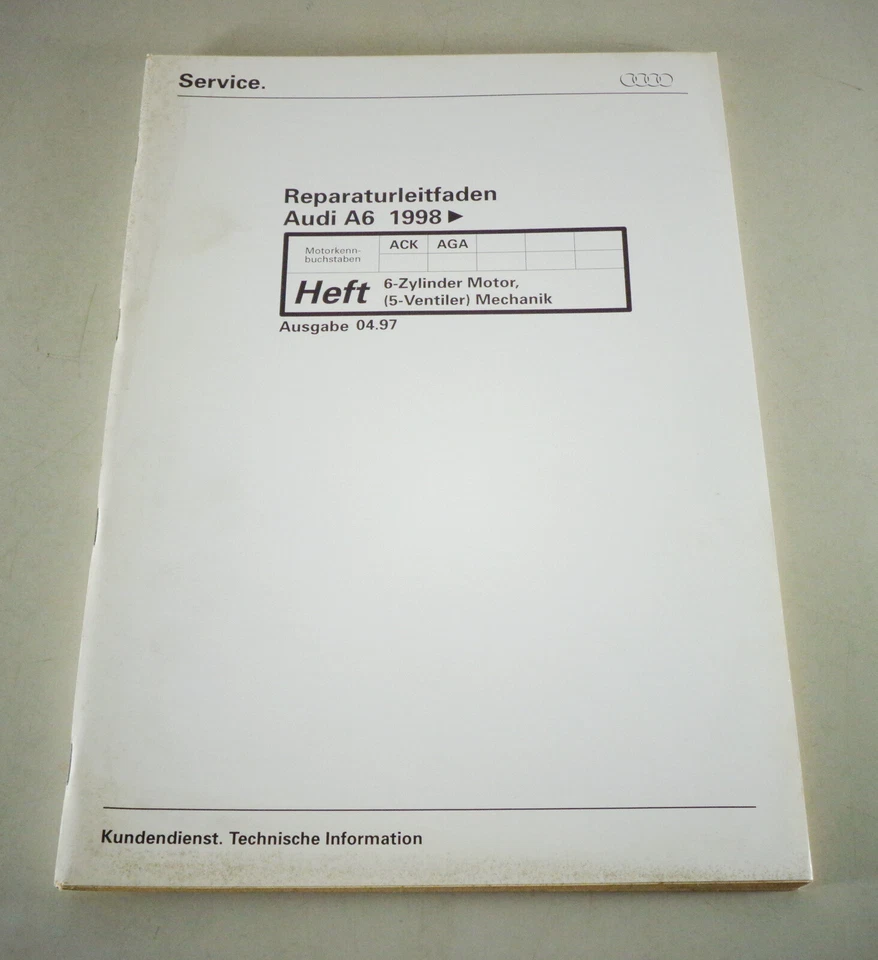 Service.
Reparaturleitfaden
Audi A6 1998 ►
Motorkenn-
buchstaben
ACK AGA
Heft
6-Zylinder Motor,
(5-Ventiler) Mechanik
Ausgabe 04.97
Kundendienst. Technische Information